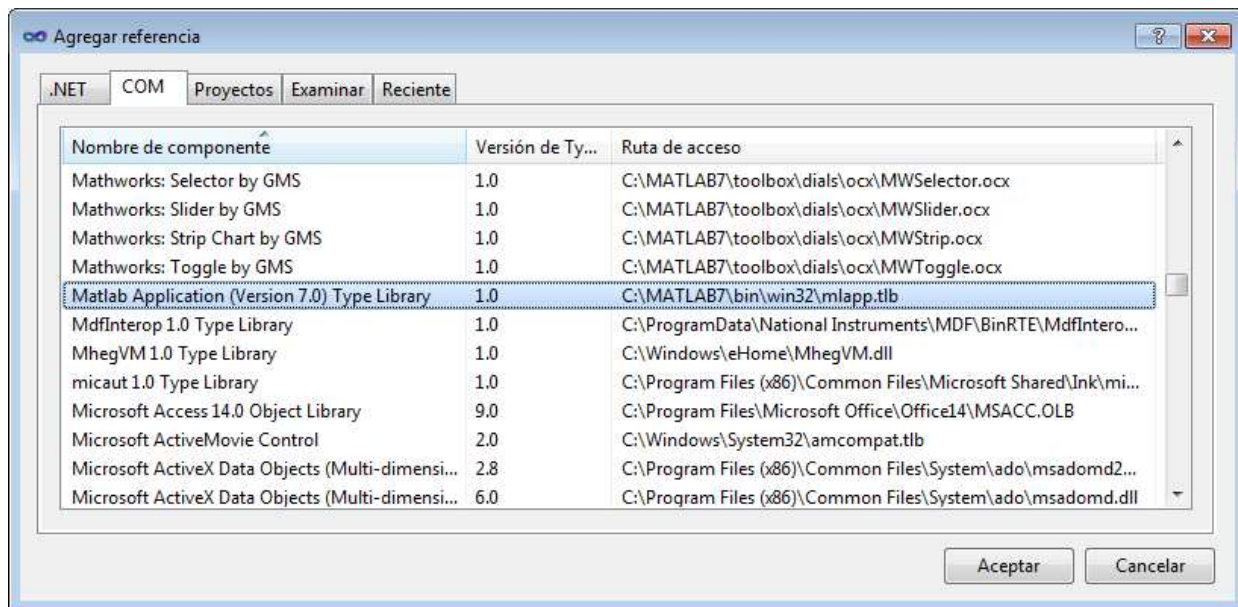 Agregar referencia
.NET COM Proyectos Examinar Reciente
Nombre de componente Versión de Ty... Ruta de acceso
Mathworks: Selector by GMS 1.0 C:\MATLAB7\toolbox\dials\ocx\MWSelector.ocx
Mathworks: Slider by GMS 1.0 C:\MATLAB7\toolbox\dials\ocx\MWSlider.ocx
Mathworks: Strip Chart by GMS 1.0 C:\MATLAB7\toolbox\dials\ocx\MWStrip.ocx
Mathworks: Toggle by GMS 1.0 C:\MATLAB7\toolbox\dials\ocx\MWToggle.ocx
Matlab Application (Version 7.0) Type Library 1.0 C:\MATLAB7\bin\win32\mlapp.tlb
MdfInterop 1.0 Type Library 1.0 C:\ProgramData\National Instruments\MDF\BinRTE\MdfIntero...
MhegVM 1.0 Type Library 1.0 C:\Windows\eHome\MhegVM.dll
micaut 1.0 Type Library 1.0 C:\Program Files (x86)\Common Files\Microsoft Shared\Ink\mi...
Microsoft Access 14.0 Object Library 9.0 C:\Program Files\Microsoft Office\Office14\MSACC.OLB
Microsoft ActiveMovie Control 2.0 C:\Windows\System32\amcompat.tlb
Microsoft ActiveX Data Objects (Multi-dimensi... 2.8 C:\Program Files (x86)\Common Files\System\ado\msadomd2...
Microsoft ActiveX Data Objects (Multi-dimensi... 6.0 C:\Program Files (x86)\Common Files\System\ado\msadomd.dll
Aceptar Cancelar